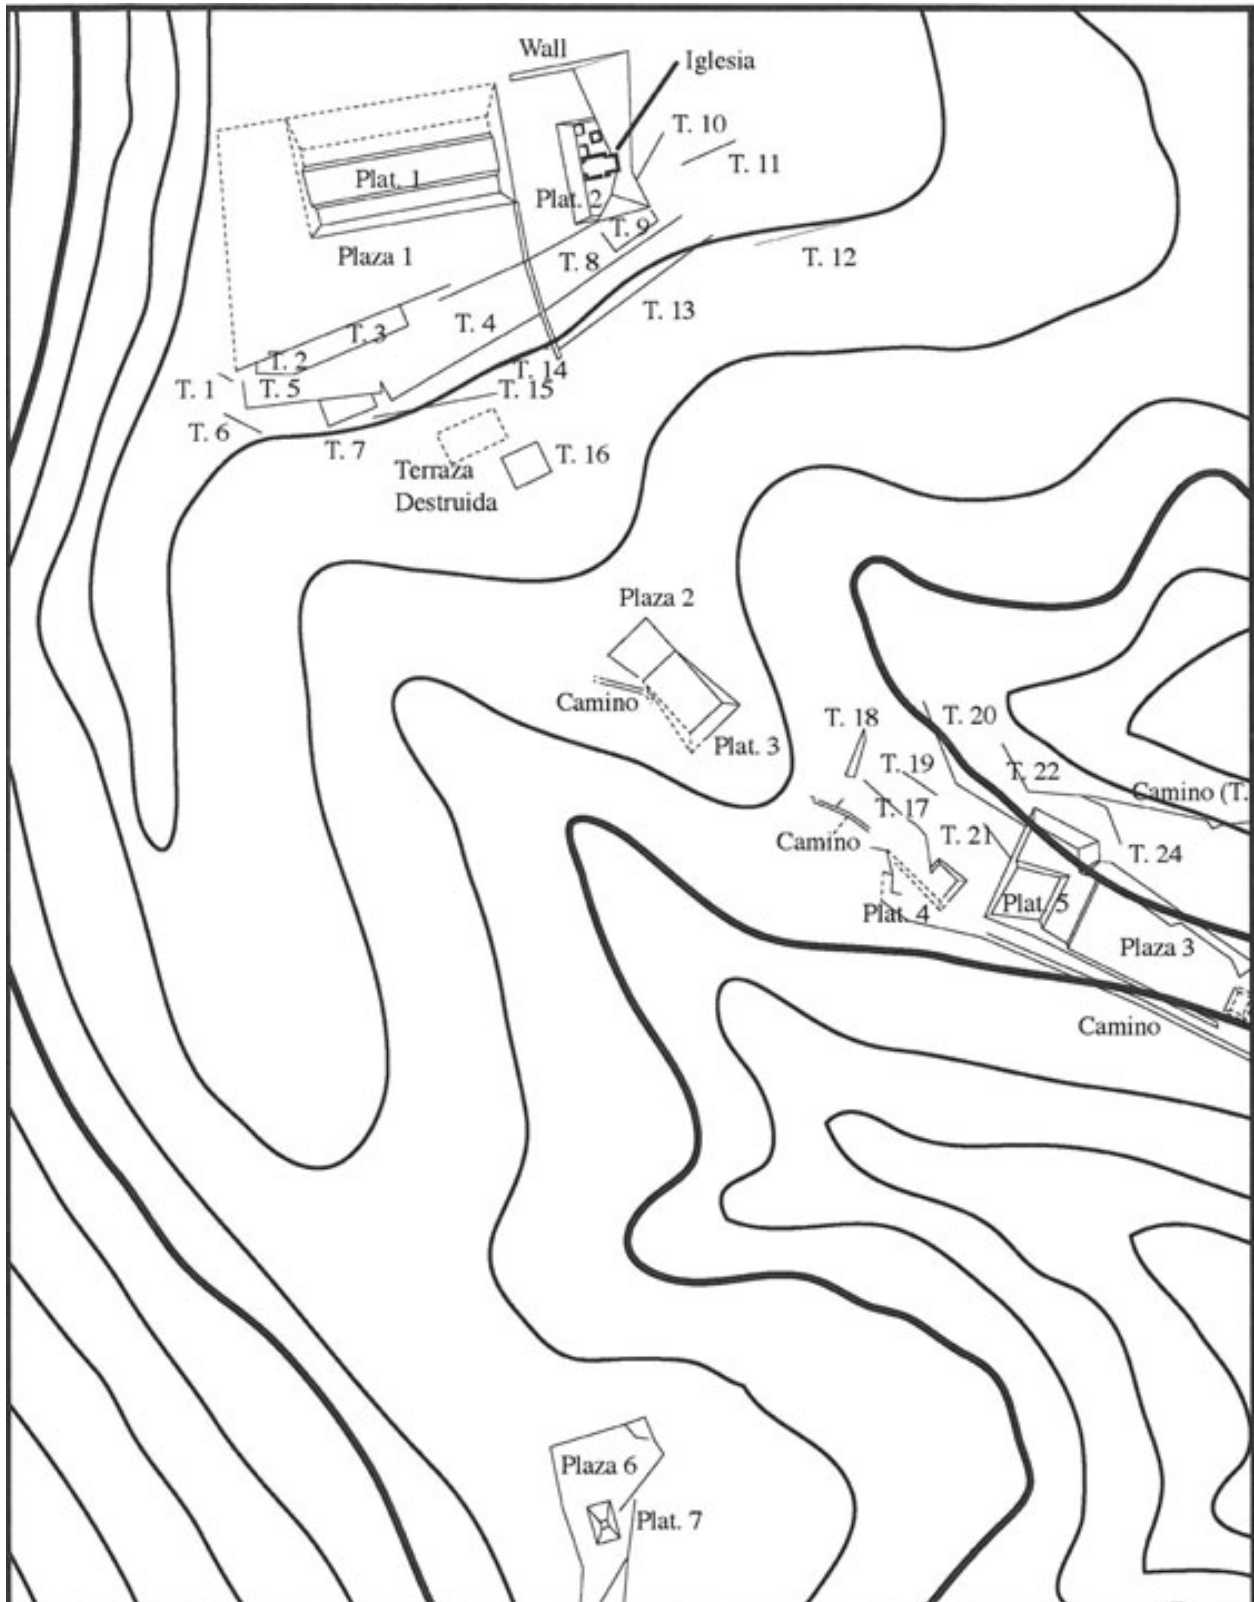 Wall
Iglesia
T. 10
T. 11
Plat. 1
Plat. 2
T. 9
Plaza 1
T. 8
T. 12
T. 13
T. 3
T. 4
T. 2
T. 14
T. 1
T. 5
T. 15
T. 6
T. 7
T. 16
Terraza
Destruida
Plaza 2
Camino
Plat. 3
T. 18
T. 20
T. 19
T. 22
Camino (T.
T. 17
Camino
T. 21
T. 24
Plat. 4
Plat. 5
Plaza 3
Camino
Plaza 6
Plat. 7